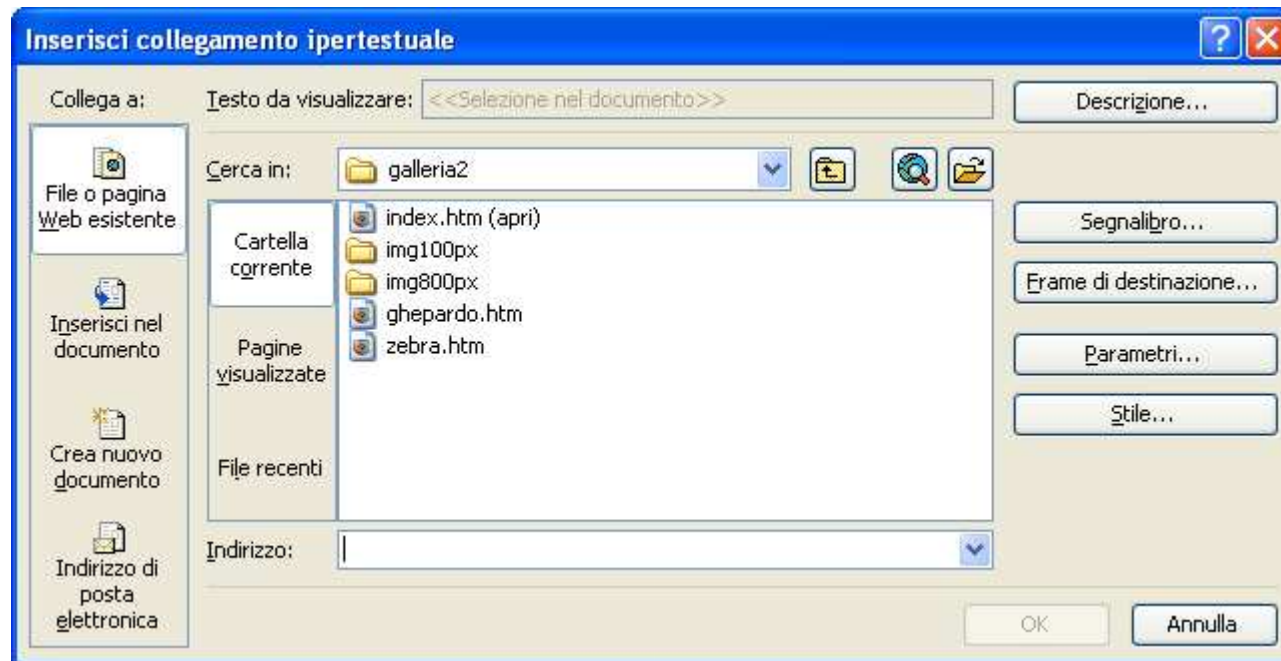 Inserisci collegamento ipertestuale
Collega a:
Testo da visualizzare:
<<Selezione nel documento>>
Descrizione...
File o pagina
Web esistente
Cerca in:
galleria2
Cartella
corrente
index.htm (apri)
img100px
img800px
ghepardo.htm
zebra.htm
Segnalibro...
Frame di destinazione...
Inserisci nel
documento
Pagine
visualizzate
Parametri...
Stile...
Crea nuovo
documento
File recenti
Indirizzo:
Indirizzo di
posta
elettronica
OK
Annulla